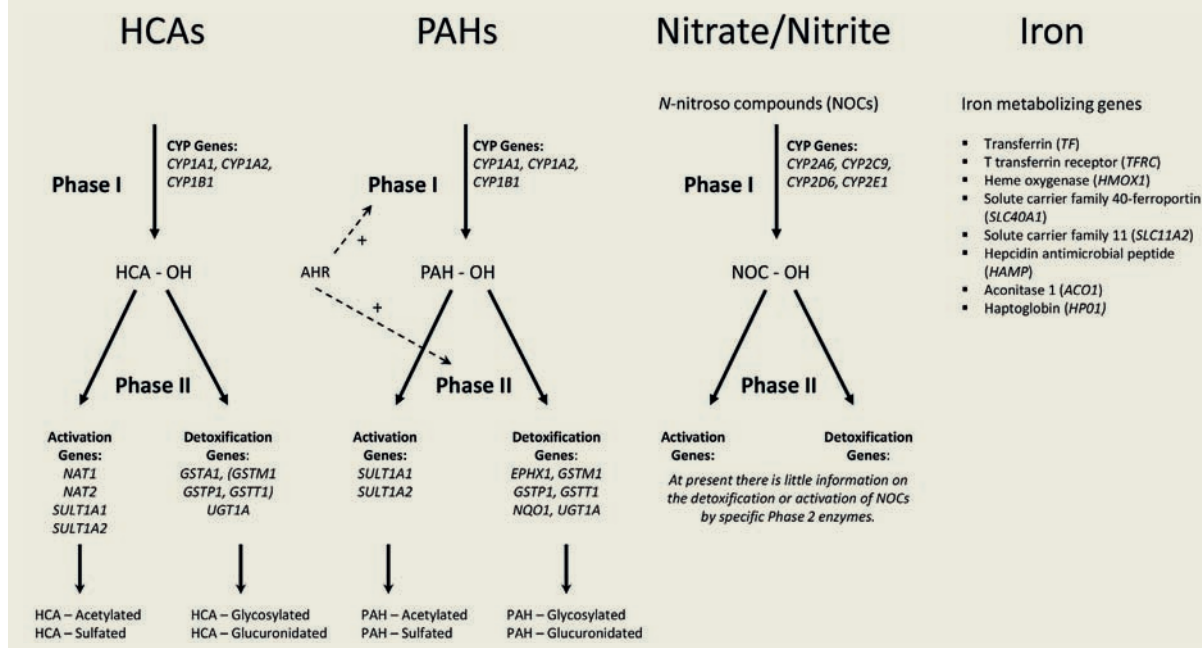 HCAs
PAHs
Nitrate/Nitrite
Iron
N-nitroso compounds (NOCs)
Iron metabolizing genes
CYP Genes:
CYP1A1, CYP1A2,
CYP1B1
Phase I
HCA - OH
Phase II
Activation
Genes:
NAT1
NAT2
SULT1A1
SULT1A2
Detoxification
Genes:
GSTA1, (GSTM1
GSTP1, GSTT1)
UGT1A
HCA – Acetylated
HCA – Sulfated
HCA – Glycosylated
HCA – Glucuronidated
CYP Genes:
CYP1A1, CYP1A2,
CYP1B1
Phase I
+
AHR
+
PAH - OH
Phase II
Activation
Genes:
SULT1A1
SULT1A2
Detoxification
Genes:
EPHX1, GSTM1
GSTP1, GSTT1
NQO1, UGT1A
PAH – Acetylated
PAH – Sulfated
PAH – Glycosylated
PAH – Glucuronidated
CYP Genes:
CYP2A6, CYP2C9,
CYP2D6, CYP2E1
Phase I
NOC - OH
Phase II
Activation
Genes:
Detoxification
Genes:
At present there is little information on
the detoxification or activation of NOCs
by specific Phase 2 enzymes.
▪ Transferrin (TF)
▪ T transferrin receptor (TFRC)
▪ Heme oxygenase (HMOX1)
▪ Solute carrier family 40-ferroportin
(SLC40A1)
▪ Solute carrier family 11 (SLC11A2)
▪ Hepcidin antimicrobial peptide
(HAMP)
▪ Aconitase 1 (ACO1)
▪ Haptoglobin (HP01)